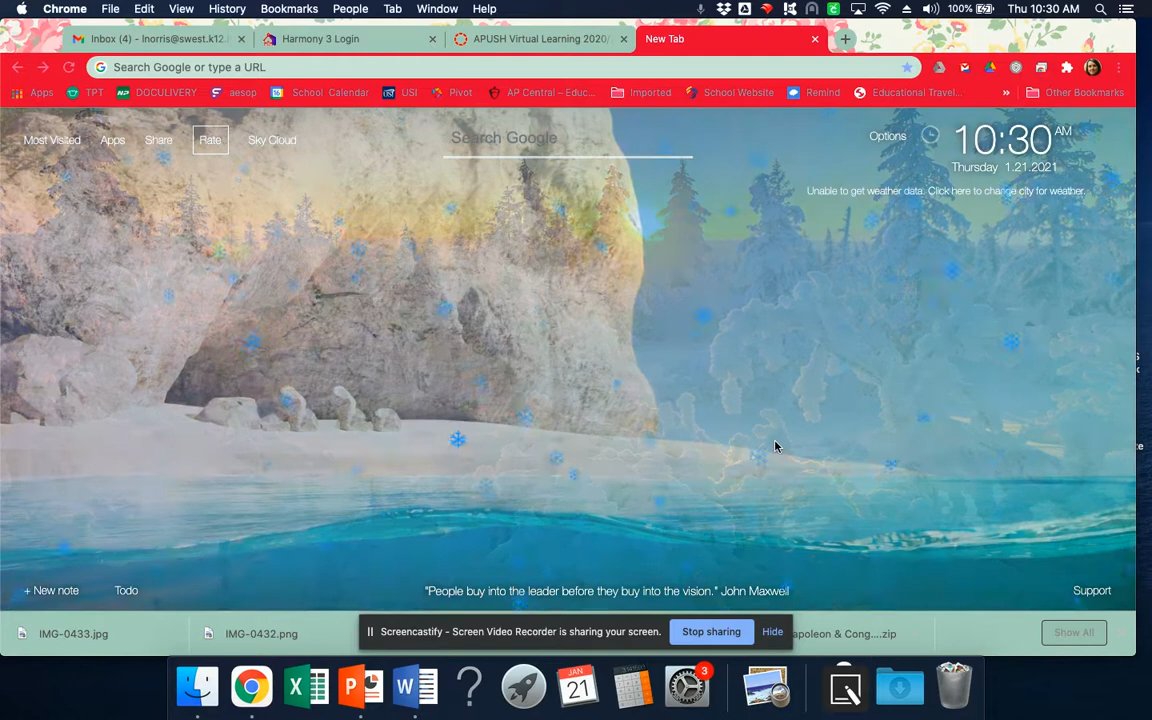 Chrome File Edit View History Bookmarks People Tab Window Help 100% Thu 10:30 AM
Inbox (4) - lnorris@swest.k12. Harmony 3 Login APUSH Virtual Learning 2020/ New Tab
Search Google or type a URL
Apps TPT DOCULIVERY aesop School Calendar USI Pivot AP Central – Educ... Imported School Website Remind Educational Travel... » Other Bookmarks
Most Visited Apps Share Rate Sky Cloud Search Google Options 10:30 AM
Thursday 1.21.2021
Unable to get weather data. Click here to change city for weather.
+ New note Todo "People buy into the leader before they buy into the vision." John Maxwell Support
IMG-0433.jpg IMG-0432.png Screencastify - Screen Video Recorder is sharing your screen. Stop sharing Hide apoleon & Cong....zip Show All
3
JAN
21